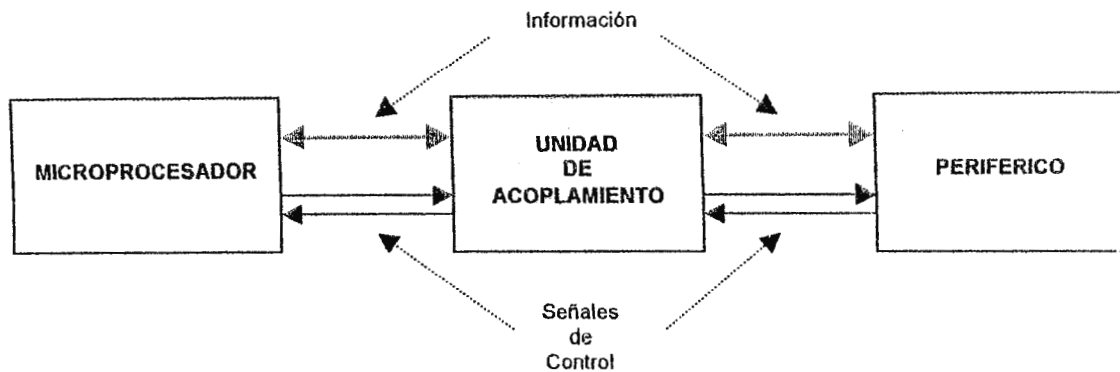 Información
MICROPROCESADOR
UNIDAD
DE
ACOPLAMIENTO
PERIFERICO
Señales
de
Control